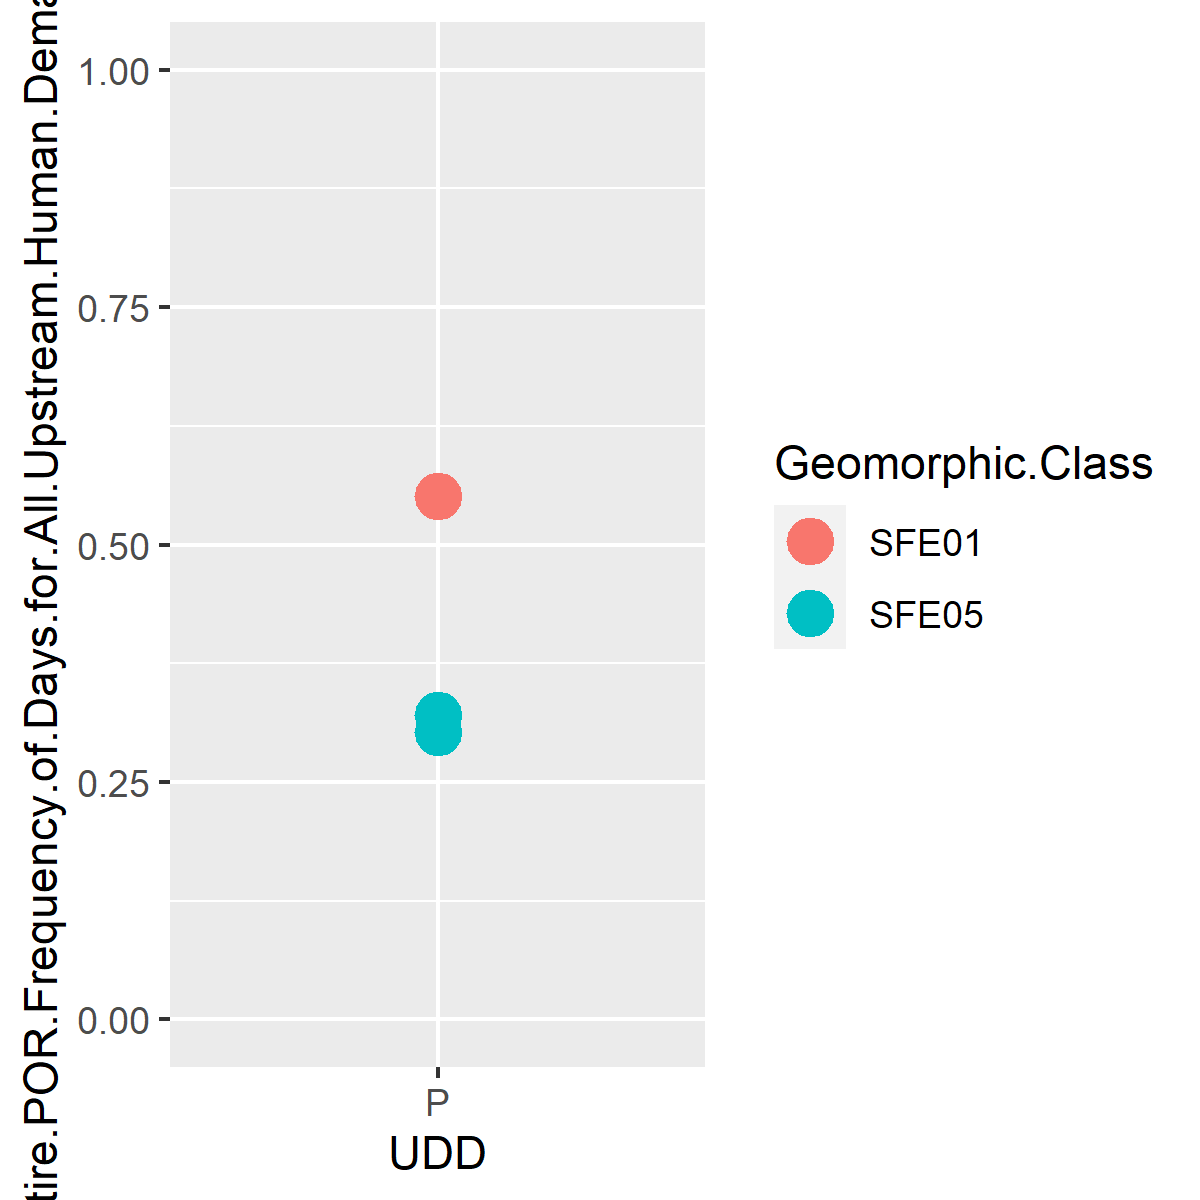 tire.POR.Frequency.of.Days.for.All.Upstream.Human.Dema
1.00
0.75
0.50
0.25
0.00
P
UDD
Geomorphic.Class
SFE01
SFE05